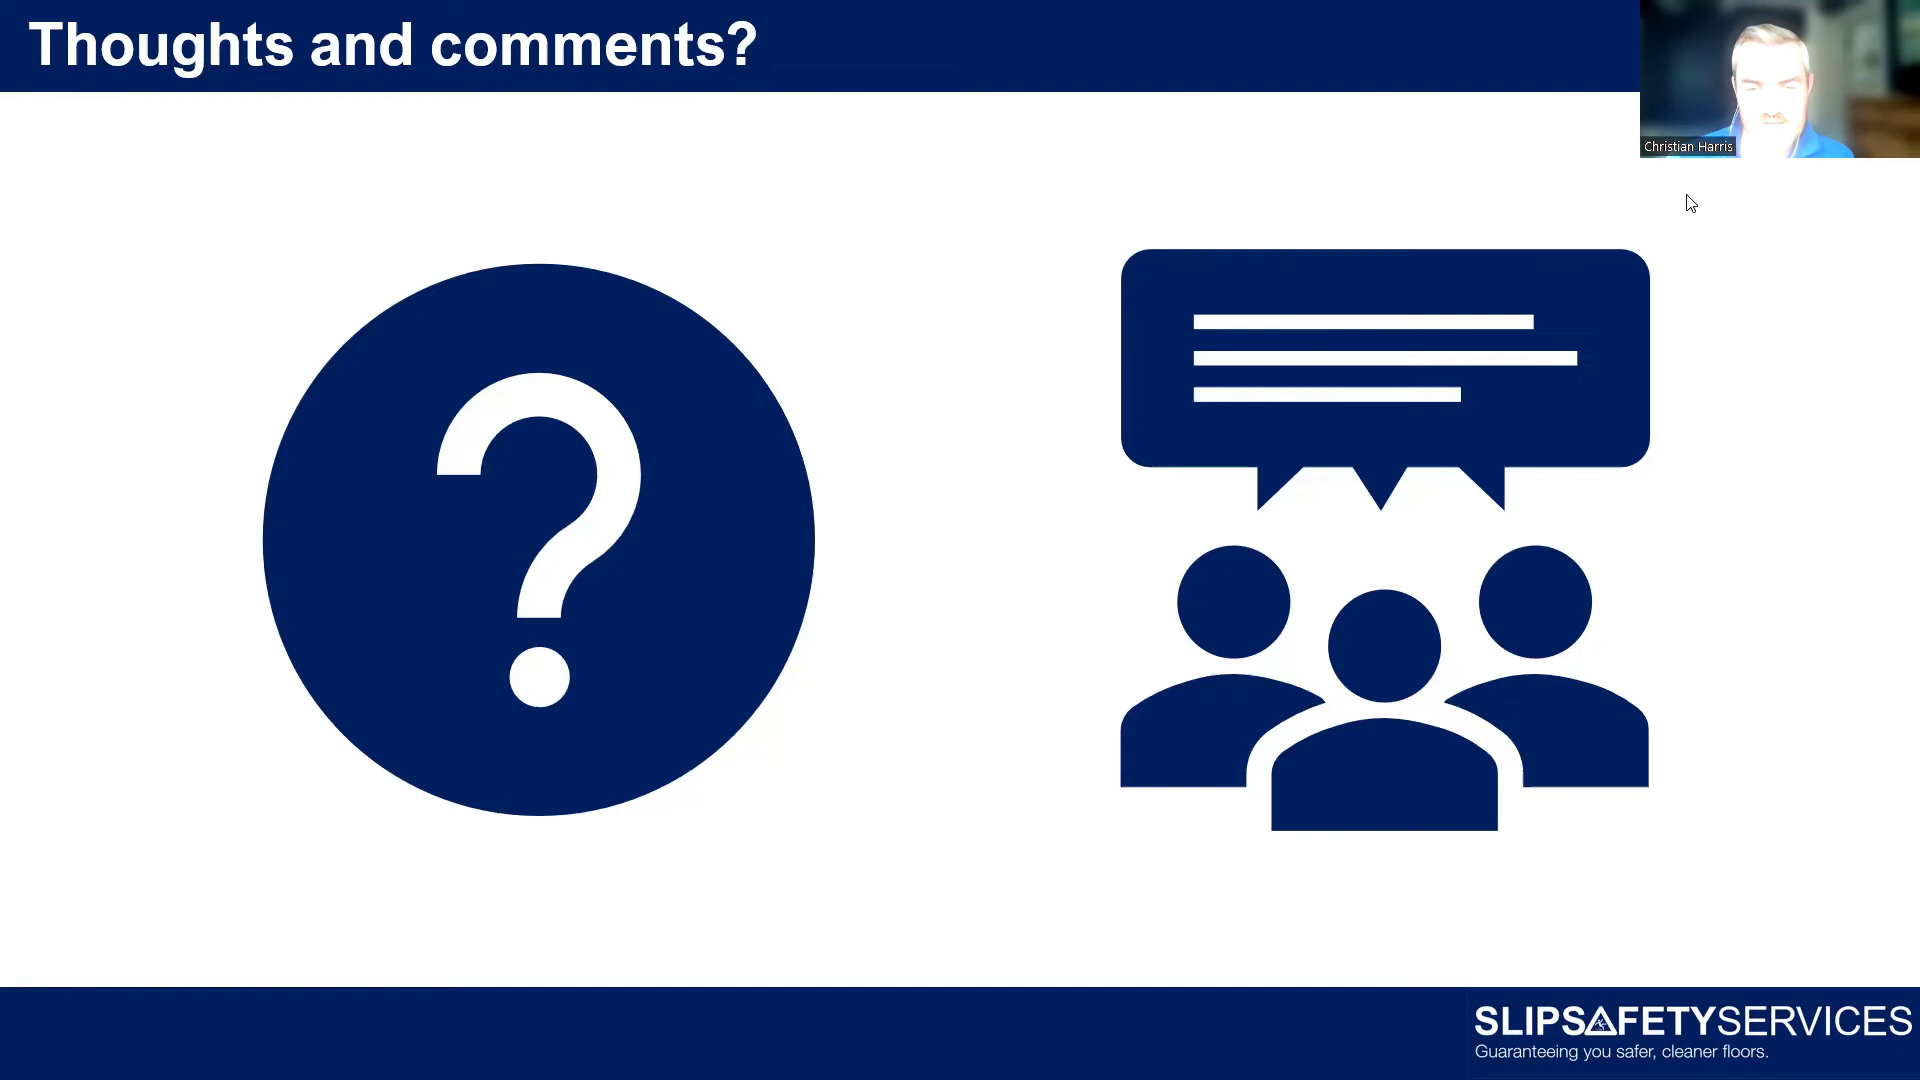 Thoughts and comments?
Christian Harris
?
SLIPSAFETYSERVICES
Guaranteeing you safer, cleaner floors.